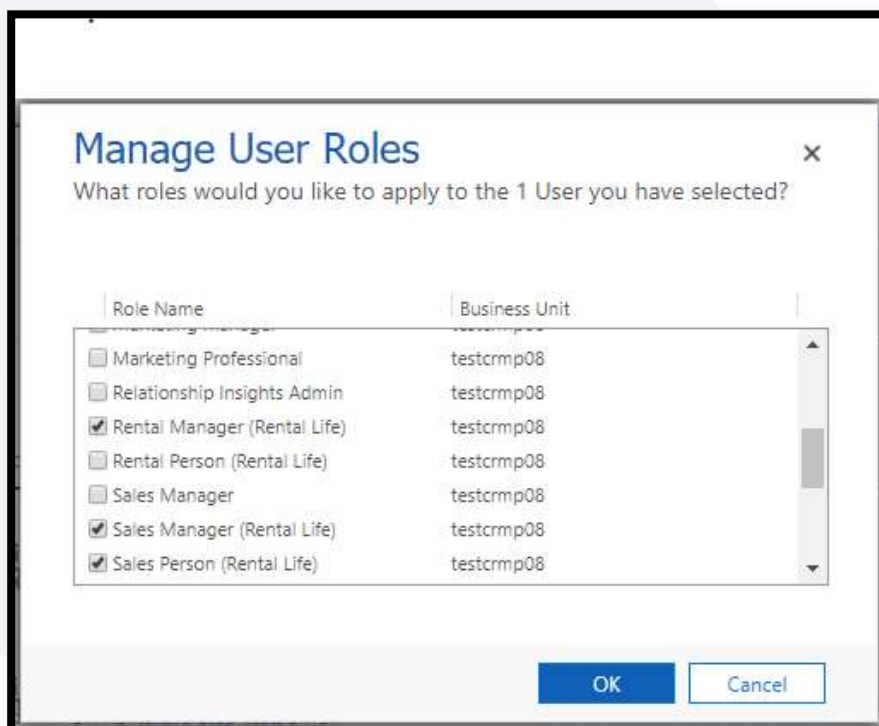 Manage User Roles
What roles would you like to apply to the 1 User you have selected?
Role Name Business Unit
Marketing Professional testcrmp08
Relationship Insights Admin testcrmp08
Rental Manager (Rental Life) testcrmp08
Rental Person (Rental Life) testcrmp08
Sales Manager testcrmp08
Sales Manager (Rental Life) testcrmp08
Sales Person (Rental Life) testcrmp08
OK Cancel